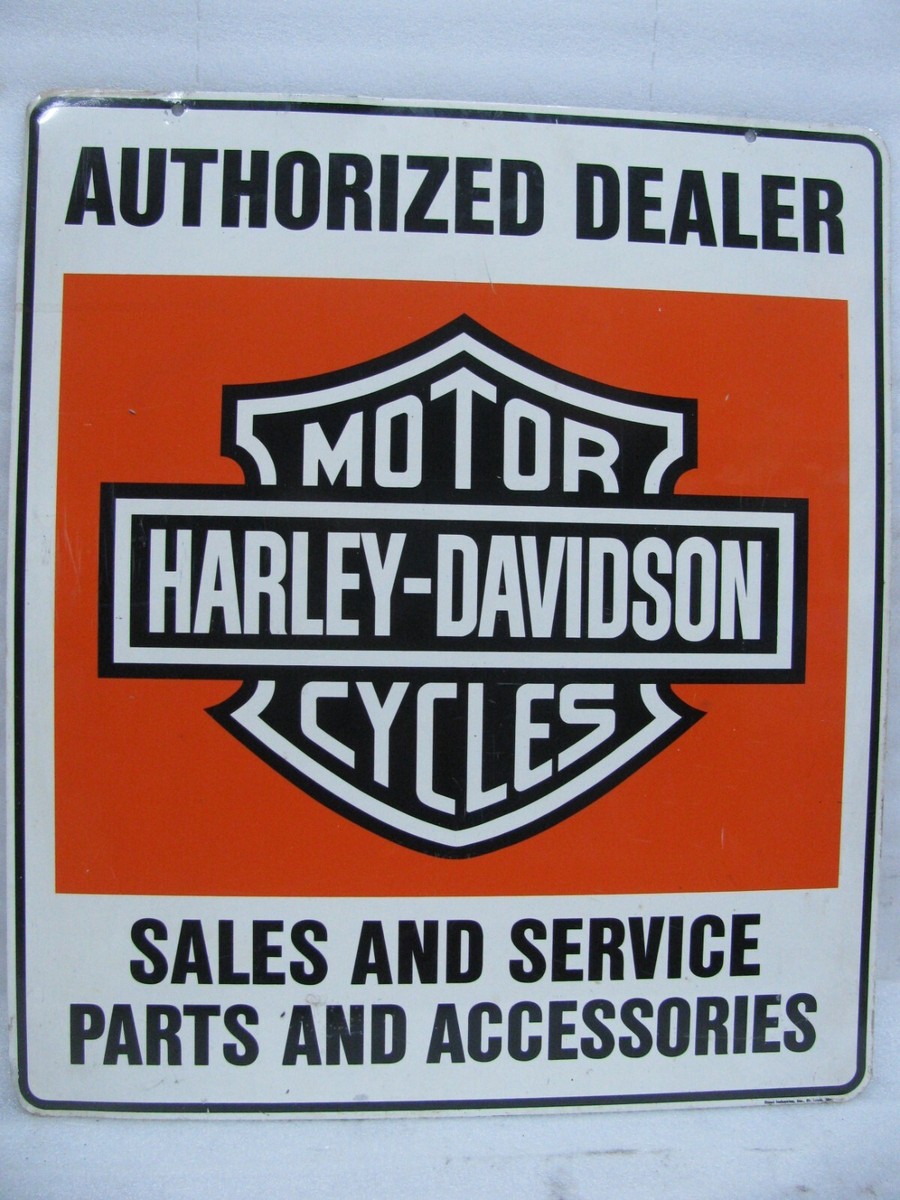 AUTHORIZED DEALER
MOTOR
HARLEY-DAVIDSON
CYCLES
SALES AND SERVICE
PARTS AND ACCESSORIES